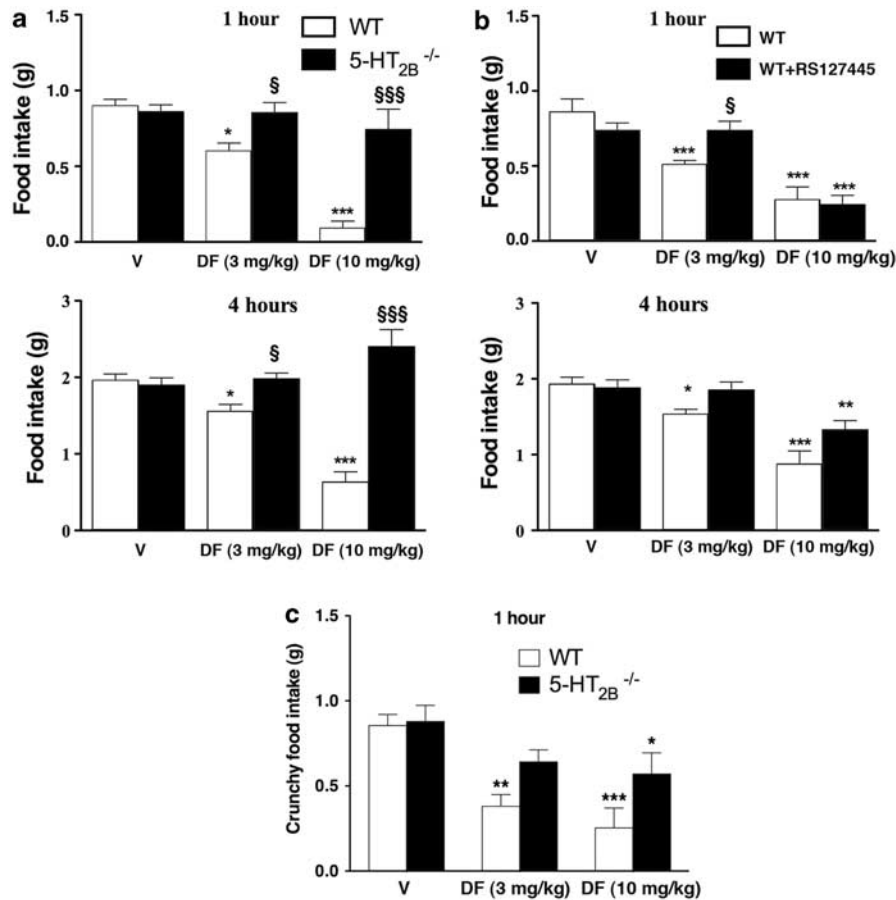 a
1 hour
WT
5-HT2B -/-
Food intake (g)
1.5
1.0
0.5
0.0
*
§
***
§§§
V DF (3 mg/kg) DF (10 mg/kg)
4 hours
Food intake (g)
3
2
1
0
*
§
***
§§§
V DF (3 mg/kg) DF (10 mg/kg)
b
1 hour
WT
WT+RS127445
Food intake (g)
1.5
1.0
0.5
0.0
***
§
***
***
V DF (3 mg/kg) DF (10 mg/kg)
4 hours
Food intake (g)
3
2
1
0
*
***
**
V DF (3 mg/kg) DF (10 mg/kg)
c
1 hour
WT
5-HT2B -/-
Crunchy food intake (g)
1.5
1.0
0.5
0.0
**
***
*
V DF (3 mg/kg) DF (10 mg/kg)